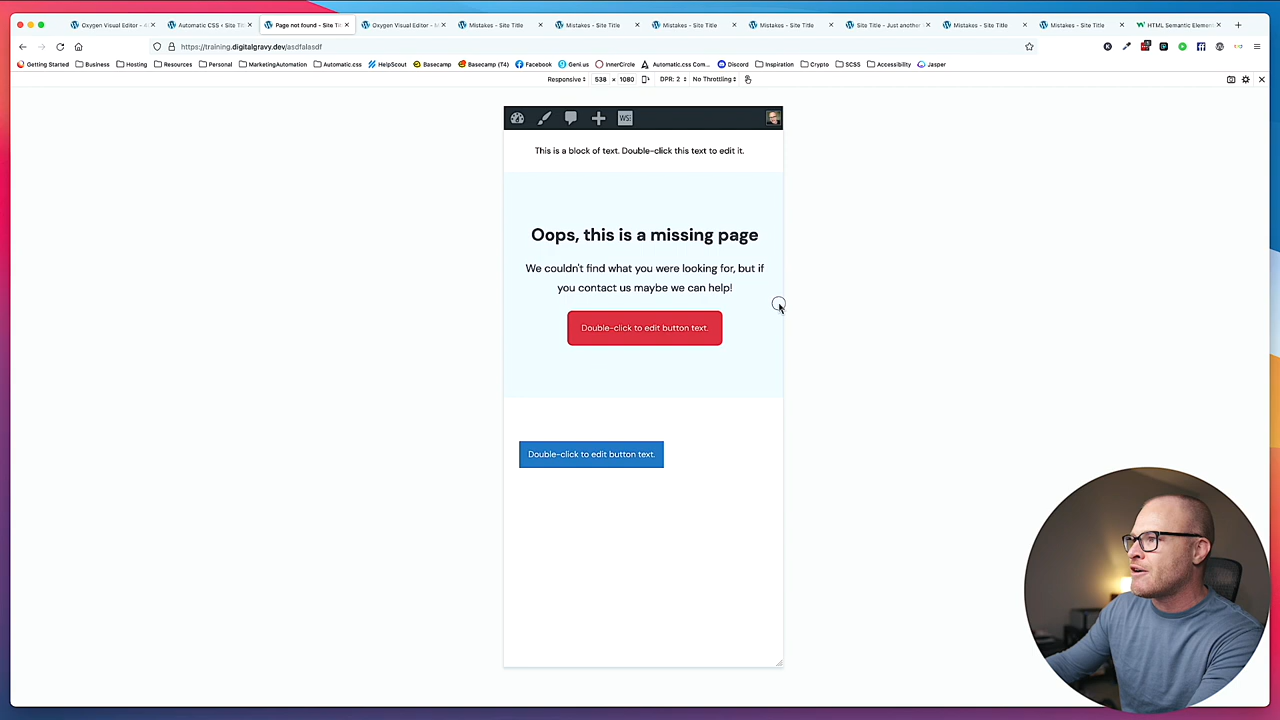 Oxygen Visual Editor - A
Automatic CSS
Site Ti
Page not found - Site Ti
Oxygen Visual Editor -
Mistakes - Site Title
Mistakes - Site Title
Mistakes - Site Title
Mistakes - Site Title
Site Title - Just another
Mistakes - Site Title
Mistakes - Site Title
HTML Semantic Elemen
https://training.digitalgravy.dev/asdfalasdf
Getting Started
Business
Hosting
Resources
Personal
MarketingAutomation
Automatic.css
HelpScout
Basecamp
Basecamp (T4)
Facebook
Geni.us
InnerCircle
Automatic.css Com...
Discord
Inspiration
Crypto
SCSS
Accessibility
Jasper
Responsive
538 × 1080
DPR: 2
No Throttling
WS
This is a block of text. Double-click this text to edit it.
Oops, this is a missing page
We couldn't find what you were looking for, but if
you contact us maybe we can help!
Double-click to edit button text.
Double-click to edit button text.